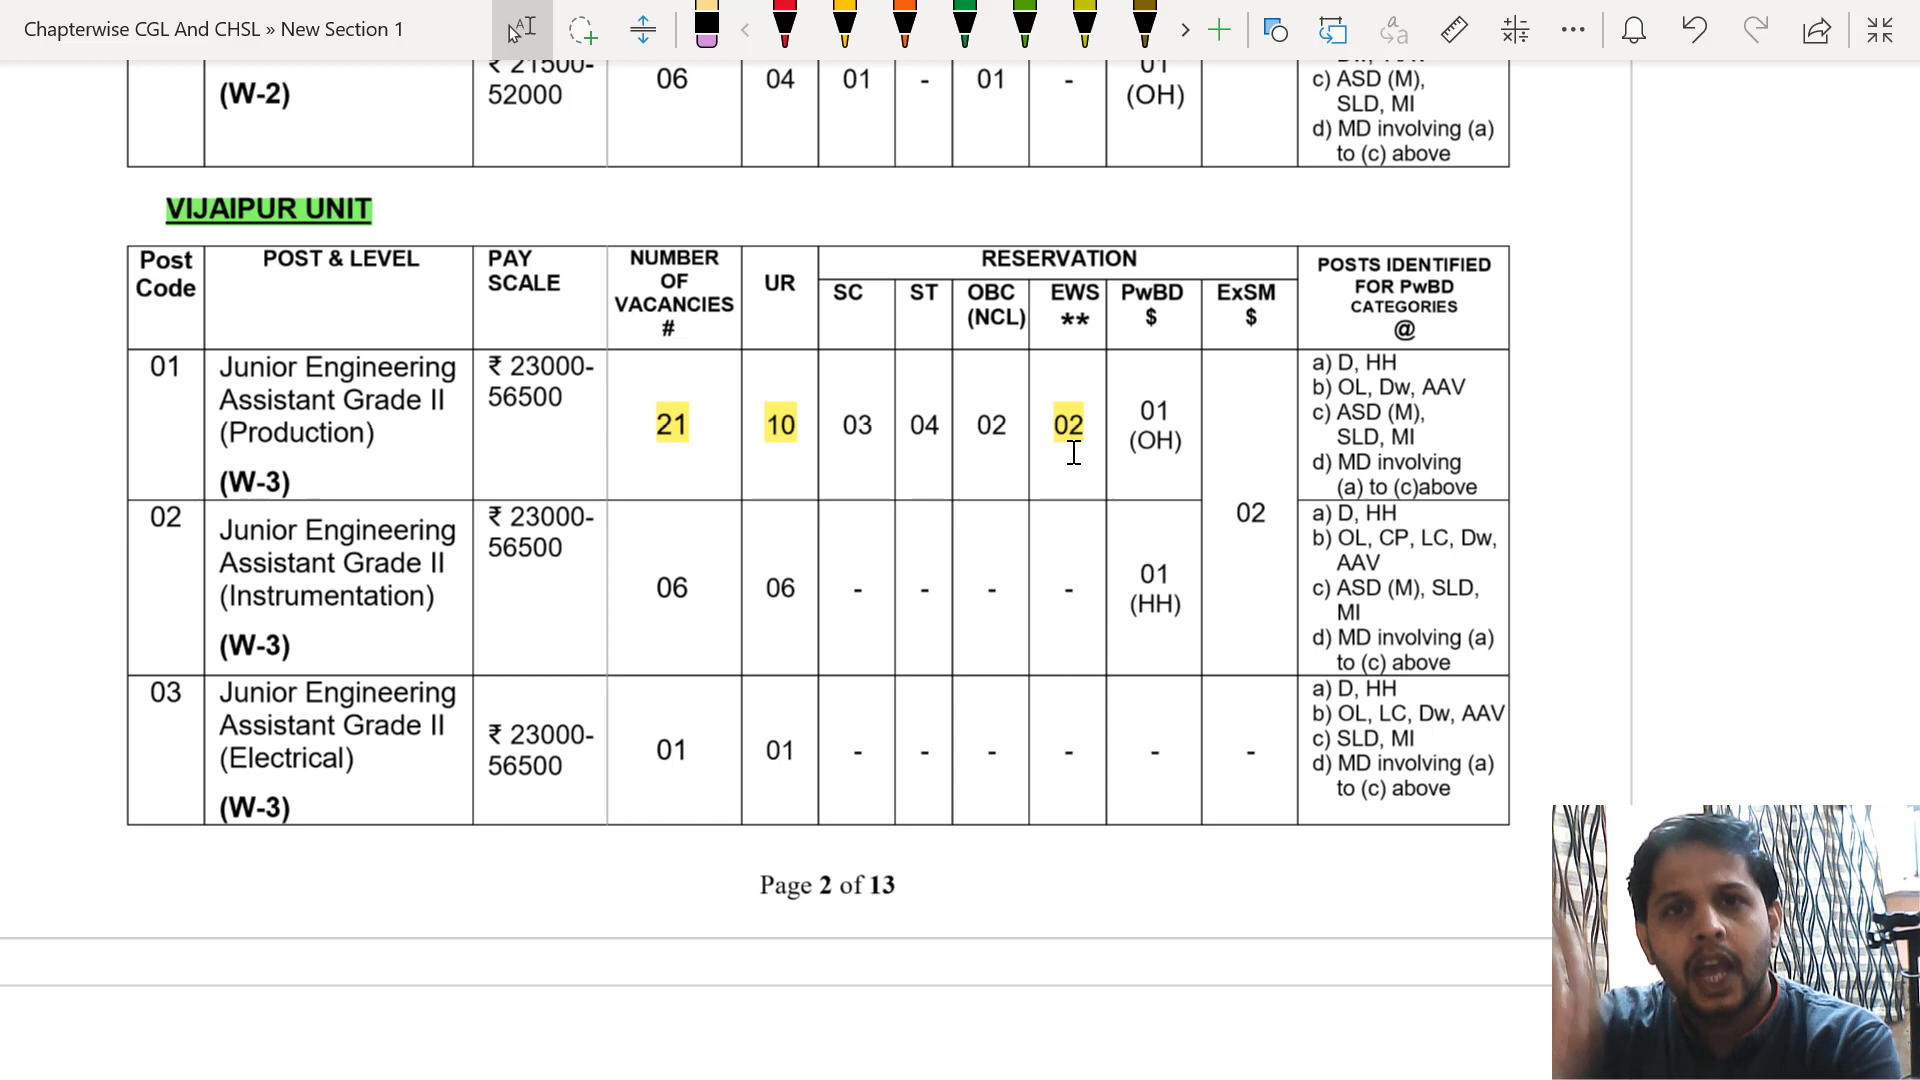 Chapterwise CGL And CHSL » New Section 1
(W-2)
₹ 21500-
52000
06
04
01
-
01
-
01
(OH)
c) ASD (M),
SLD, MI
d) MD involving (a)
to (c) above
VIJAIPUR UNIT
Post
Code
POST & LEVEL
PAY
SCALE
NUMBER
OF
VACANCIES
#
UR
RESERVATION
SC
ST
OBC
(NCL)
EWS
**
PwBD
$
ExSM
$
POSTS IDENTIFIED
FOR PwBD
CATEGORIES
@
01
Junior Engineering
Assistant Grade II
(Production)
(W-3)
₹ 23000-
56500
21
10
03
04
02
02
01
(OH)
02
a) D, HH
b) OL, Dw, AAV
c) ASD (M),
SLD, MI
d) MD involving
(a) to (c)above
02
Junior Engineering
Assistant Grade II
(Instrumentation)
(W-3)
₹ 23000-
56500
06
06
-
-
-
-
01
(HH)
a) D, HH
b) OL, CP, LC, Dw,
AAV
c) ASD (M), SLD,
MI
d) MD involving (a)
to (c) above
03
Junior Engineering
Assistant Grade II
(Electrical)
(W-3)
₹ 23000-
56500
01
01
-
-
-
-
-
-
a) D, HH
b) OL, LC, Dw, AAV
c) SLD, MI
d) MD involving (a)
to (c) above
Page 2 of 13